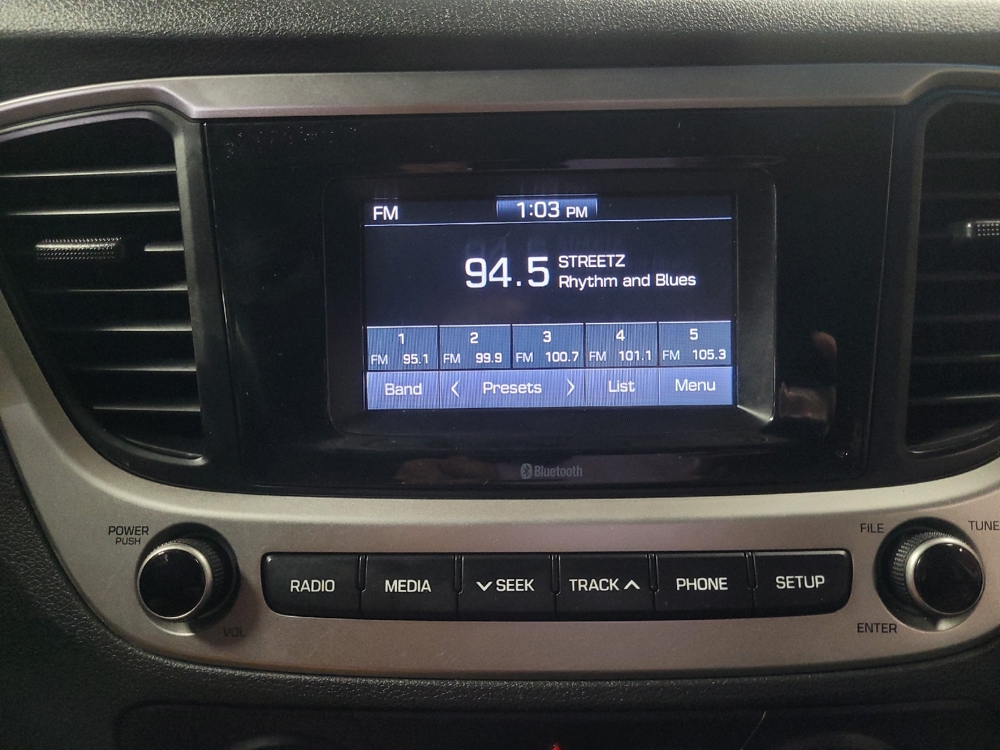 FM 1:03 PM
94.5 STREETZ
Rhythm and Blues
1 2 3 4 5
FM 95.1 FM 99.9 FM 100.7 FM 101.1 FM 105.3
Band < Presets > List Menu
Bluetooth
POWER
PUSH
VOL
FILE TUNE
RADIO MEDIA SEEK TRACK PHONE SETUP
ENTER